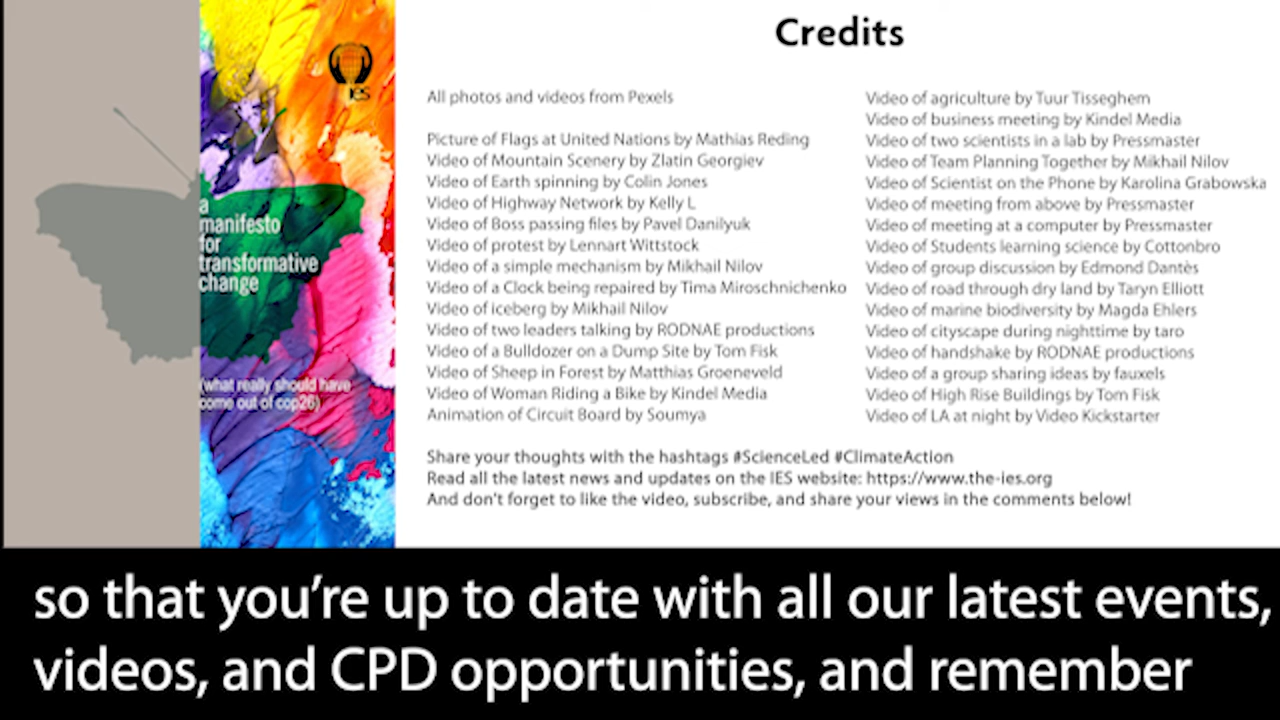 ies
a
manifesto
for
transformative
change
(what really should have
come out of cop26)
Credits
All photos and videos from Pexels
Picture of Flags at United Nations by Mathias Reding
Video of Mountain Scenery by Zlatin Georgiev
Video of Earth spinning by Colin Jones
Video of Highway Network by Kelly L
Video of Boss passing files by Pavel Danilyuk
Video of protest by Lennart Wittstock
Video of a simple mechanism by Mikhail Nilov
Video of a Clock being repaired by Tima Miroschnichenko
Video of iceberg by Mikhail Nilov
Video of two leaders talking by RODNAE productions
Video of a Bulldozer on a Dump Site by Tom Fisk
Video of Sheep in Forest by Matthias Groeneveld
Video of Woman Riding a Bike by Kindel Media
Animation of Circuit Board by Soumya
Video of agriculture by Tuur Tisseghem
Video of business meeting by Kindel Media
Video of two scientists in a lab by Pressmaster
Video of Team Planning Together by Mikhail Nilov
Video of Scientist on the Phone by Karolina Grabowska
Video of meeting from above by Pressmaster
Video of meeting at a computer by Pressmaster
Video of Students learning science by Cottonbro
Video of group discussion by Edmond Dantès
Video of road through dry land by Taryn Elliott
Video of marine biodiversity by Magda Ehlers
Video of cityscape during nighttime by taro
Video of handshake by RODNAE productions
Video of a group sharing ideas by fauxels
Video of High Rise Buildings by Tom Fisk
Video of LA at night by Video Kickstarter
Share your thoughts with the hashtags #ScienceLed #ClimateAction
Read all the latest news and updates on the IES website: https://www.the-ies.org
And don't forget to like the video, subscribe, and share your views in the comments below!
so that you're up to date with all our latest events,
videos, and CPD opportunities, and remember